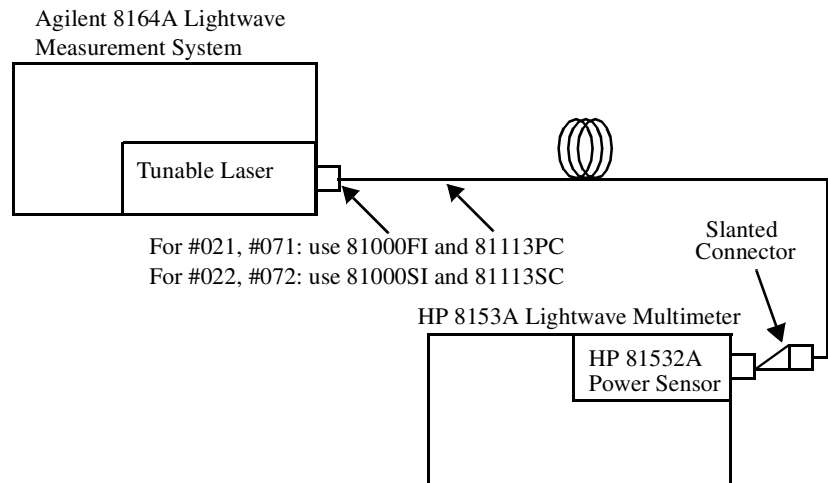 Agilent 8164A Lightwave
Measurement System
Tunable Laser
For #021, #071: use 81000FI and 81113PC
For #022, #072: use 81000SI and 81113SC
Slanted
Connector
HP 8153A Lightwave Multimeter
HP 81532A
Power Sensor